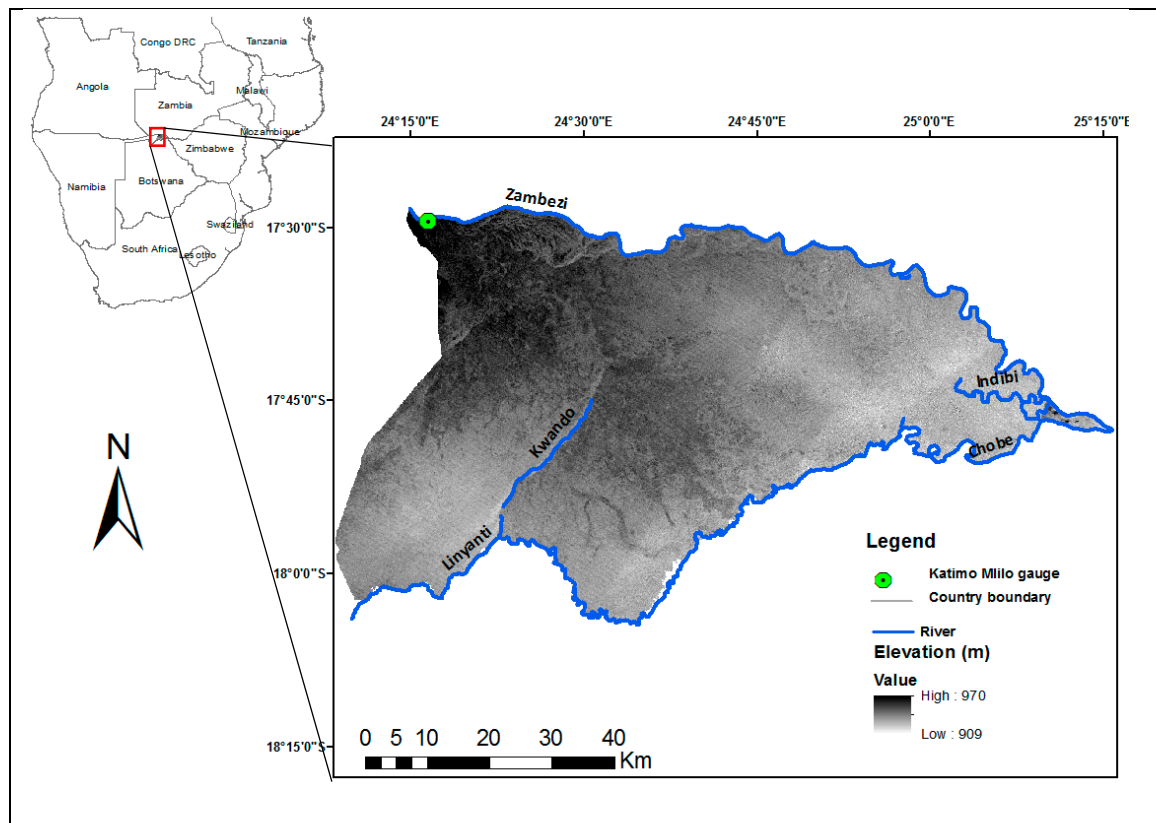 Congo DRC
Tanzania
Angola
Malawi
Zambia
Mozambique
Zimbabwe
Namibia
Botswana
Swaziland
South Africa
Lesotho
24°15'0"E
24°30'0"E
24°45'0"E
25°0'0"E
25°15'0"E
17°30'0"S
17°45'0"S
18°0'0"S
18°15'0"S
Zambezi
Indibi
Chobe
Kwando
Linyanti
N
Legend
Katimo Mlilo gauge
Country boundary
River
Elevation (m)
Value
High : 970
Low : 909
0 5 10 20 30 40
Km